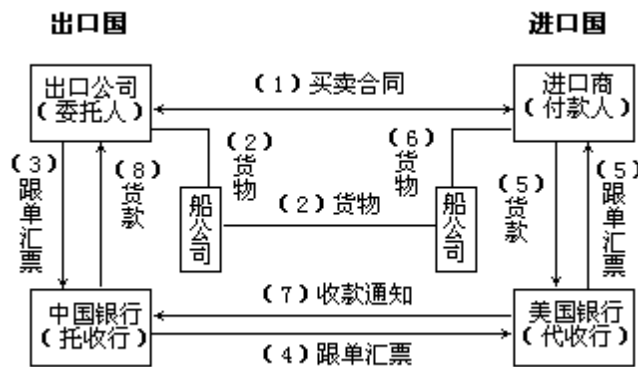 出口国
进口国
出口公司
(委托人)
(1)买卖合同
进口商
(付款人)
(3)跟单汇票
(8)货款
(2)货物
船公司
(2)货物
(6)货物
船公司
(5)货款
(5)跟单汇票
中国银行
(托收行)
(7)收款通知
(4)跟单汇票
美国银行
(代收行)